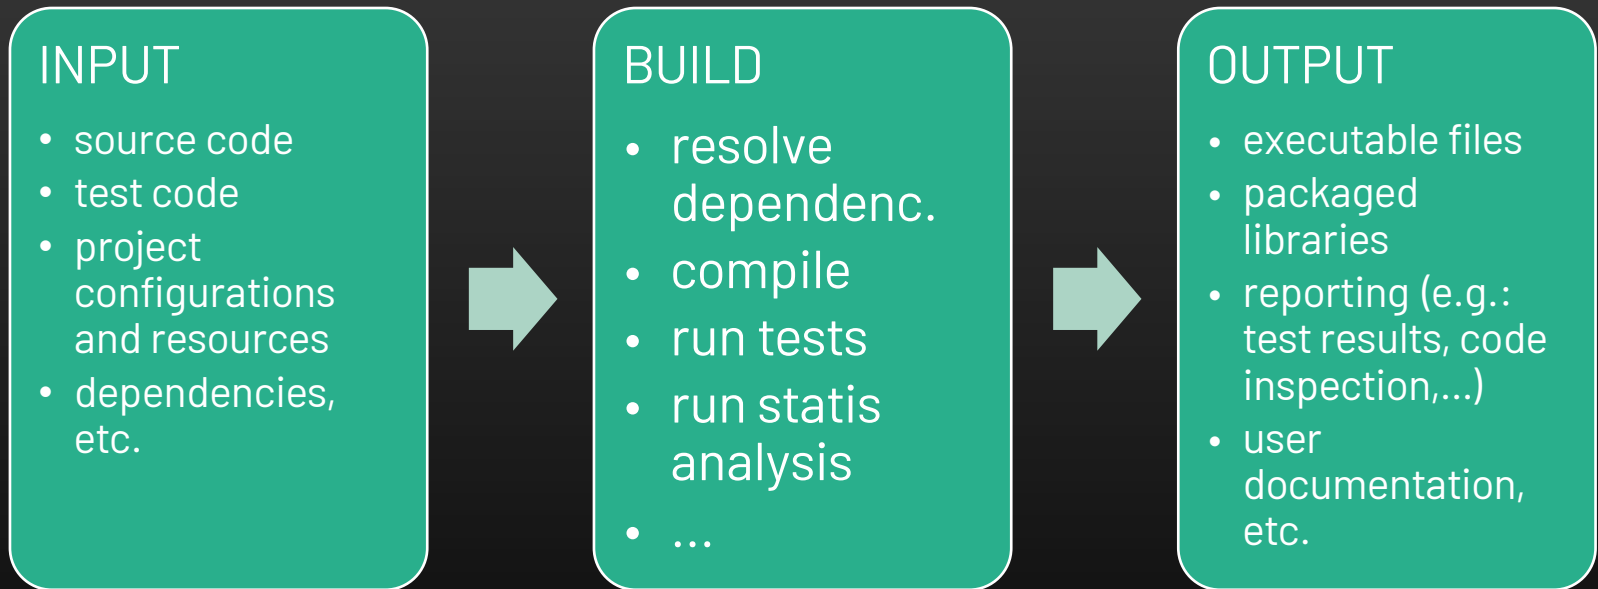 INPUT
• source code
• test code
• project
configurations
and resources
• dependencies,
etc.
BUILD
• resolve
dependenc.
• compile
• run tests
• run statis
analysis
• ...
OUTPUT
• executable files
• packaged
libraries
• reporting (e.g.:
test results, code
inspection,...)
• user
documentation,
etc.